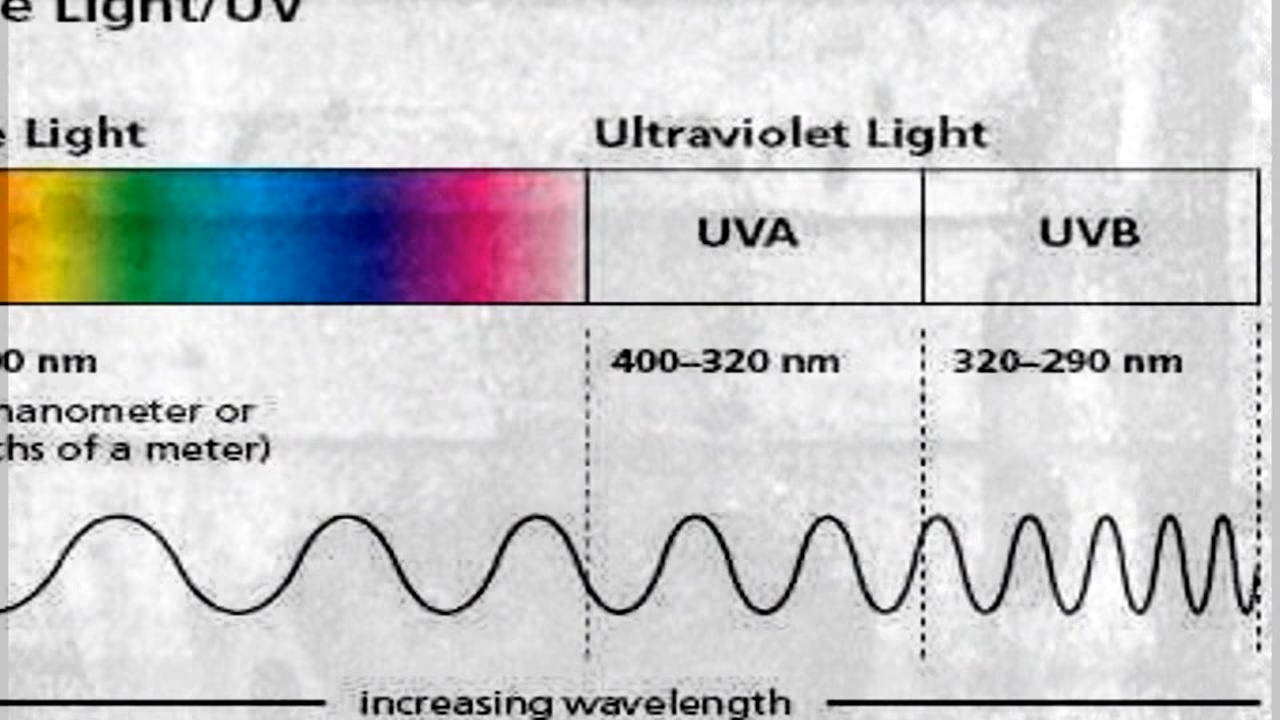 e Light/UV
e Light
Ultraviolet Light
UVA
UVB
0 nm
400–320 nm
320–290 nm
nanometer or
ths of a meter)
increasing wavelength